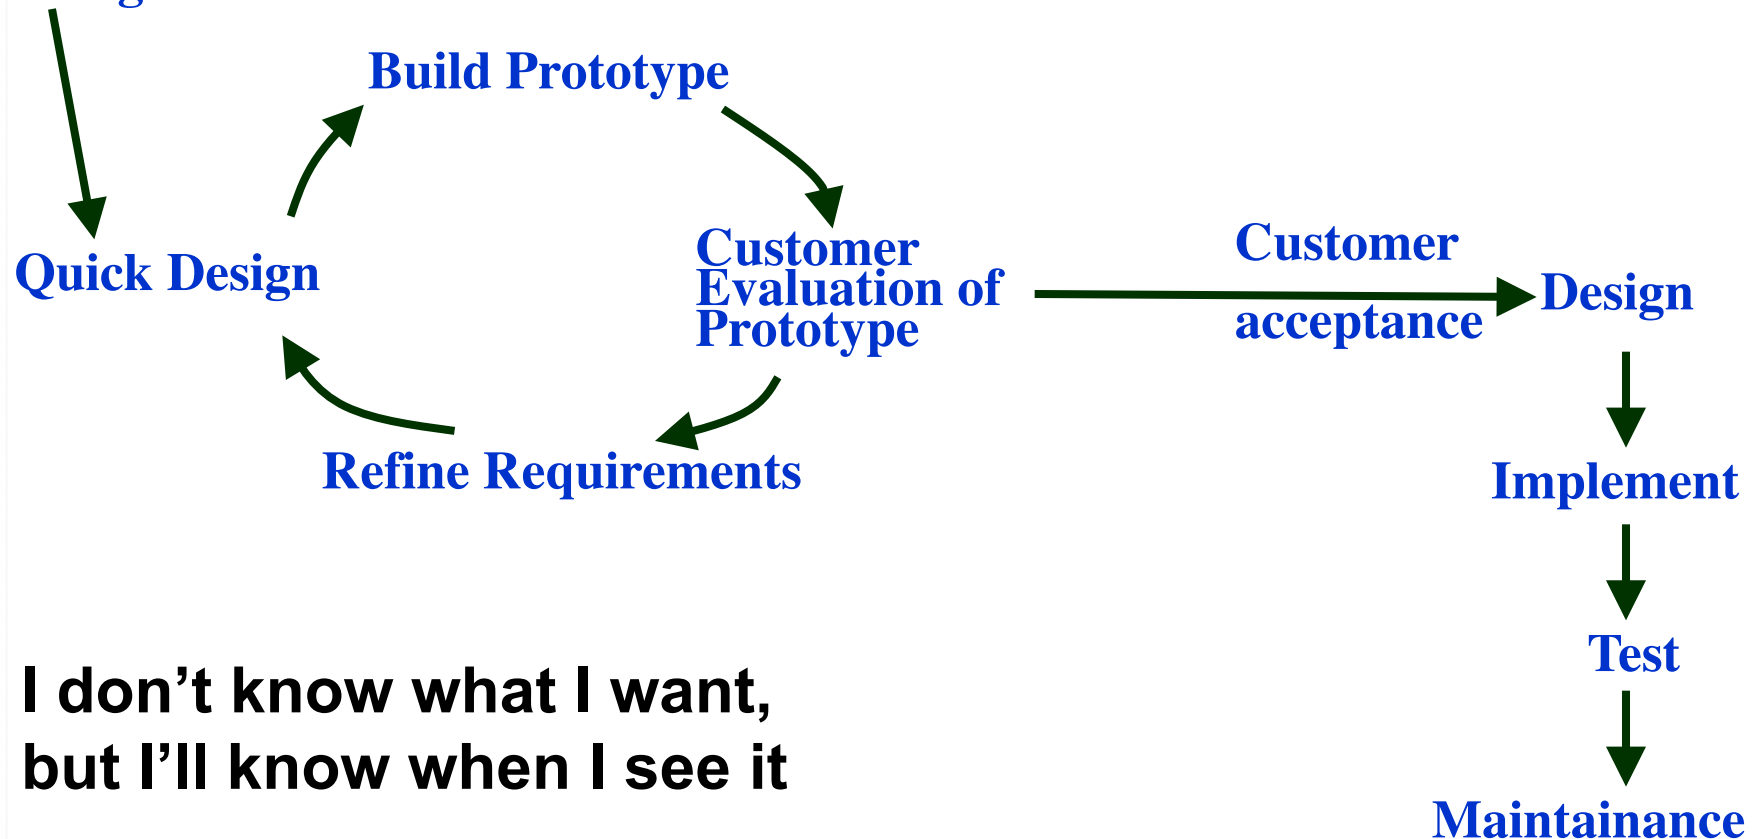 Build Prototype
Quick Design
Customer
Evaluation of
Prototype
Customer
acceptance
Design
Refine Requirements
Implement
Test
I don’t know what I want,
but I’ll know when I see it
Maintainance